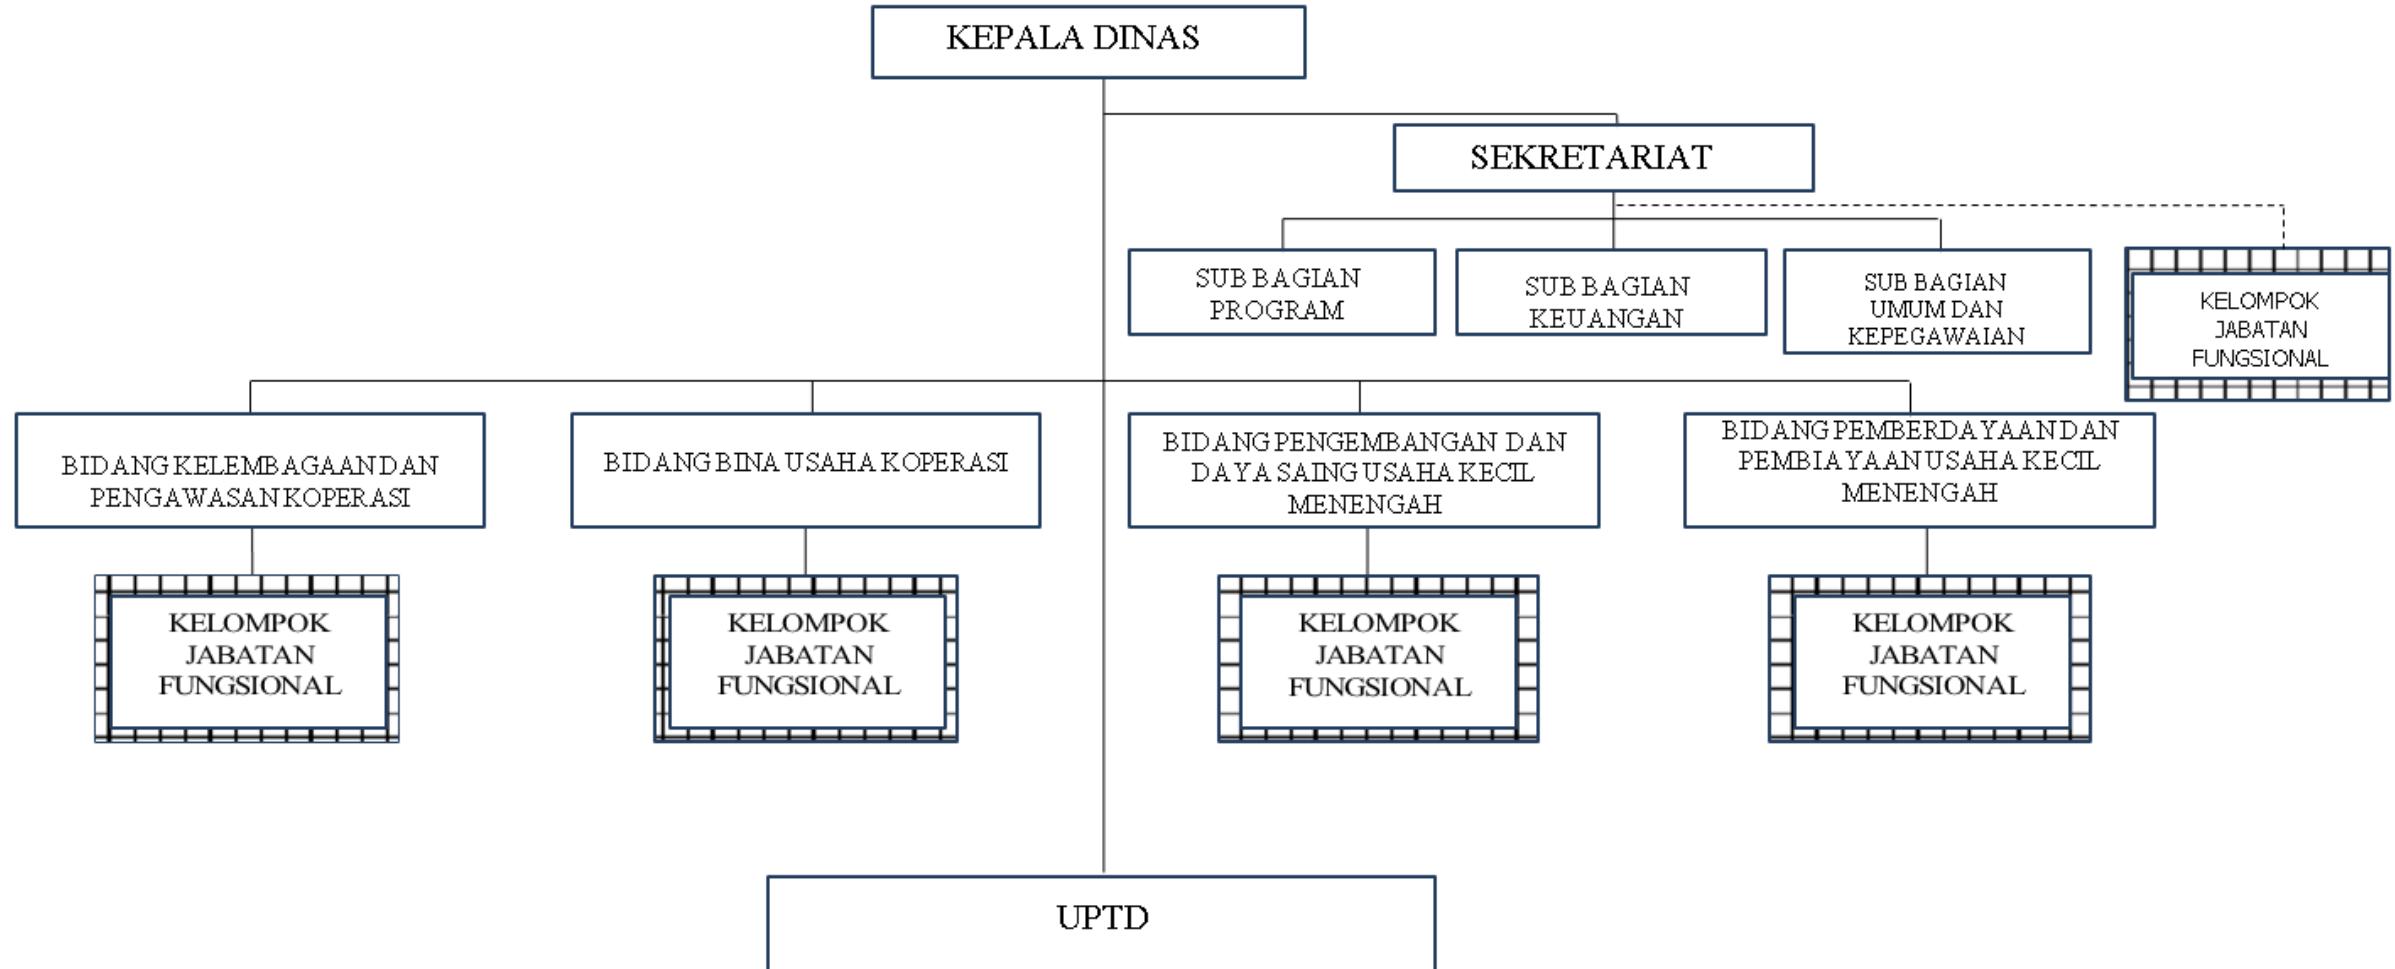 KEPALA DINAS
SEKRETARIAT
SUB BAGIAN
PROGRAM
SUB BAGIAN
KEUANGAN
SUB BAGIAN
UMUM DAN
KEPEGAWAIAN
KELOMPOK
JABATAN
FUNGSIONAL
BIDANG KELEMBAGAAN DAN
PENGAWASAN KOPERASI
BIDANG BINA USAHA KOPERASI
BIDANG PENGEMBANGAN DAN
DAYA SAING USAHA KECIL
MENENGAH
BIDANG PEMBERDAYAAN DAN
PEMBIAYAAN USAHA KECIL
MENENGAH
KELOMPOK
JABATAN
FUNGSIONAL
KELOMPOK
JABATAN
FUNGSIONAL
KELOMPOK
JABATAN
FUNGSIONAL
KELOMPOK
JABATAN
FUNGSIONAL
UPTD